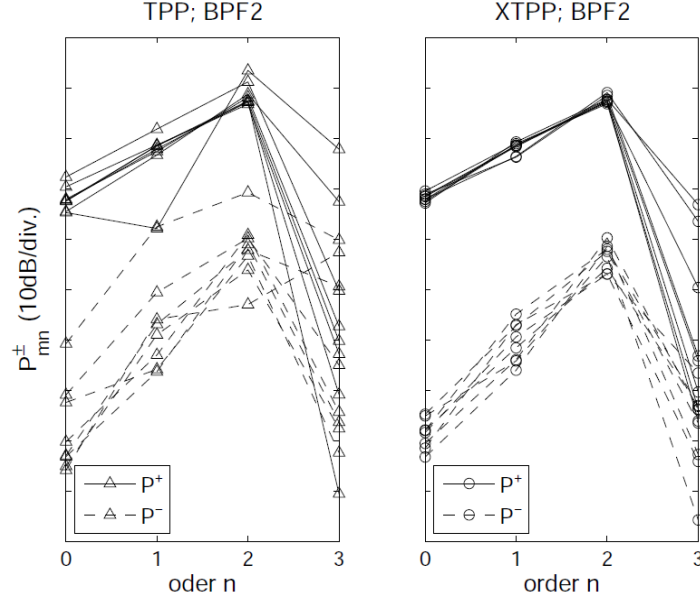 TPP; BPF2
XTPP; BPF2
P±mn (10dB/div.)
P+
P−
P+
P−
0 1 2 3
0 1 2 3
oder n
order n